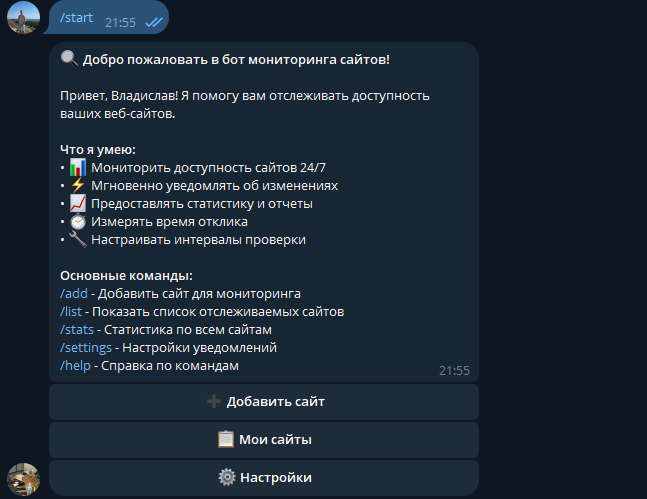 /start 21:55
🔍 Добро пожаловать в бот мониторинга сайтов!
Привет, Владислав! Я помогу вам отслеживать доступность
ваших веб-сайтов.
Что я умею:
• 📊 Мониторить доступность сайтов 24/7
• ⚡ Мгновенно уведомлять об изменениях
• 📈 Предоставлять статистику и отчеты
• ⏱ Измерять время отклика
• 🔧 Настраивать интервалы проверки
Основные команды:
/add - Добавить сайт для мониторинга
/list - Показать список отслеживаемых сайтов
/stats - Статистика по всем сайтам
/settings - Настройки уведомлений
/help - Справка по командам
21:55
➕ Добавить сайт
📋 Мои сайты
⚙️ Настройки